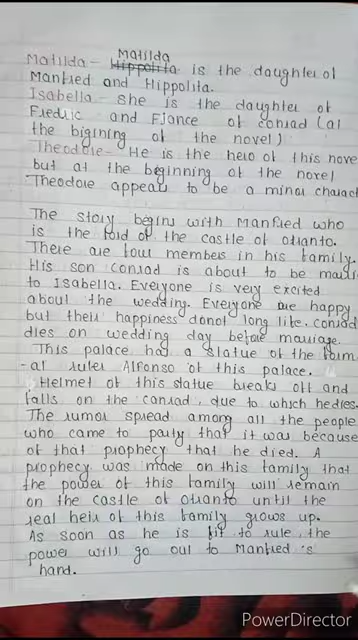 Matilda
Matilda - Hippolita is the daughter of
Manfred and Hippolita.
Isabella - she is the daughter of
Fredric and Fiance of conrad (at
the bigining of the novel)
Theodore - He is the hero of this nove
but at the beginning of the novel
Theodore appears to be a minor charact
The story begins with Manfred who
is the lord of the castle of otranto.
There are four members in his family.
His son conrad is about to be marri
to Isabella. Everyone is very excited
about the wedding. Everyone are happy
but their happiness donot long life. conrad
dies on wedding day before marriage.
This palace has a statue of the form
-al ruler Alfonso of this palace.
Helmet of this statue breaks off and
falls on the conrad, due to which he dies.
The rumor spread among all the people
who came to party that it was because
of that prophecy that he died. A
prophecy was made on this family that
the power of this family will remain
on the castle of otranto until the
real heir of this family grows up.
As soon as he is fit to rule, the
power will go out to Manfred's
hand.
PowerDirector